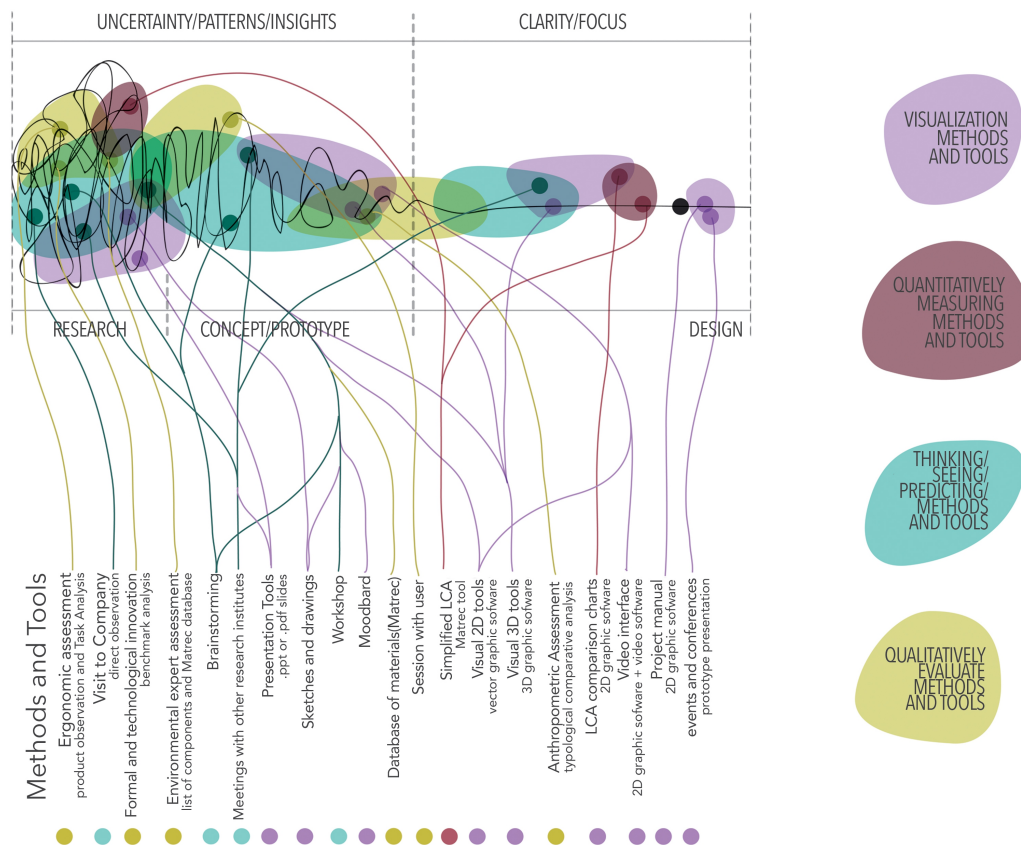 UNCERTAINTY/PATTERNS/INSIGHTS
CLARITY/FOCUS
RESEARCH
CONCEPT/PROTOTYPE
DESIGN
VISUALIZATION
METHODS
AND TOOLS
QUANTITATIVELY
MEASURING
METHODS
AND TOOLS
THINKING/
SEEING/
PREDICTING/
METHODS
AND TOOLS
QUALITATIVELY
EVALUATE
METHODS
AND TOOLS
Methods and Tools
Ergonomic assessment
product observation and Task Analysis
Visit to Company
direct observation
Formal and technological innovation
benchmark analysis
Environmental expert assessment
list of components and Matrec database
Brainstorming
Meetings with other research institutes
Presentation Tools
.ppt or .pdf slides
Sketches and drawings
Workshop
Moodbard
Database of materials(Matrec)
Session with user
Simplified LCA
Matrec tool
Visual 2D tools
vector graphic sofware
Visual 3D tools
3D graphic sofware
Anthropometric Assessment
typological comparative analysis
LCA comparison charts
2D graphic sofware
Video interface
2D graphic sofware + video software
Project manual
2D graphic sofware
events and conferences
prototype presentation